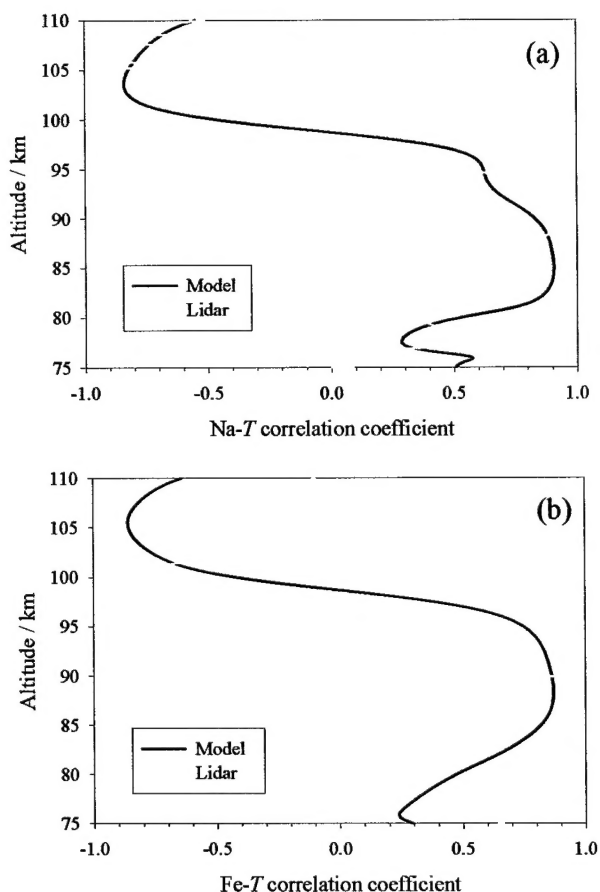 110
105
100
95
90
85
80
75
Altitude / km
(a)
Model
Lidar
-1.0 -0.5 0.0 0.5 1.0
Na-T correlation coefficient
110
105
100
95
90
85
80
75
Altitude / km
(b)
Model
Lidar
-1.0 -0.5 0.0 0.5 1.0
Fe-T correlation coefficient